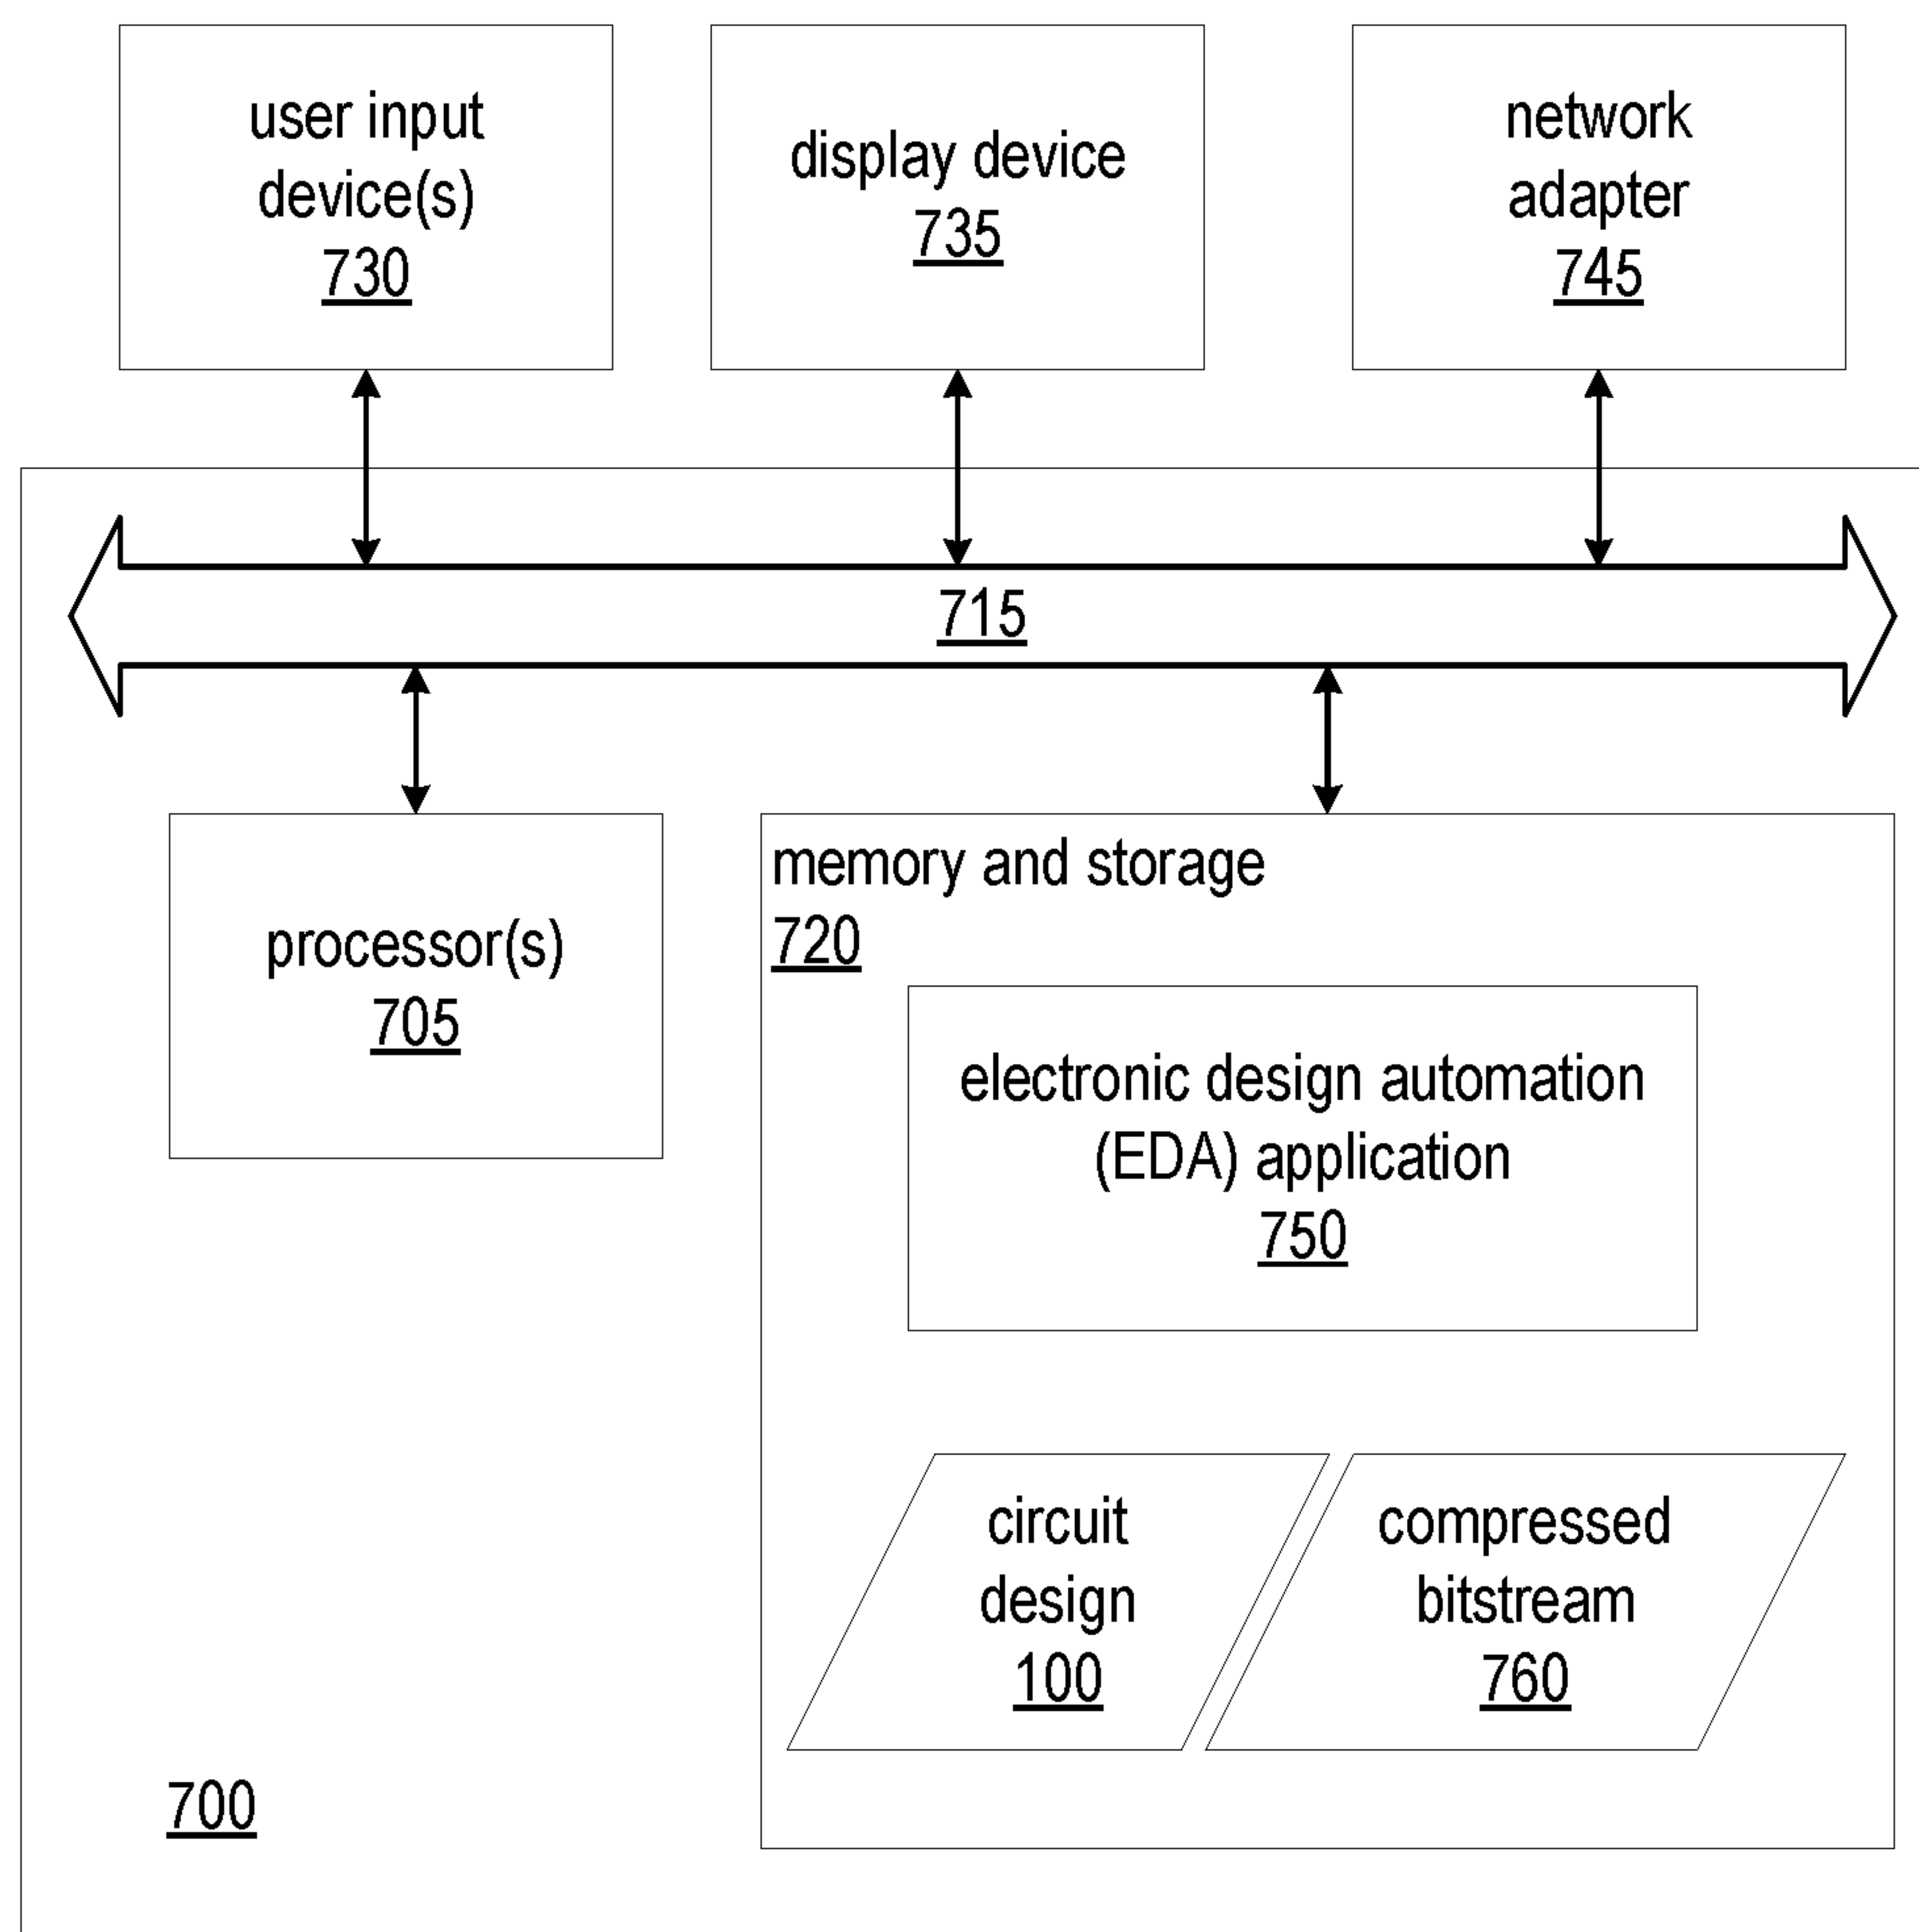 user input
device(s)
730
display device
735
network
adapter
745
715
processor(s)
705
memory and storage
720
electronic design automation
(EDA) application
750
circuit
design
100
compressed
bitstream
760
700